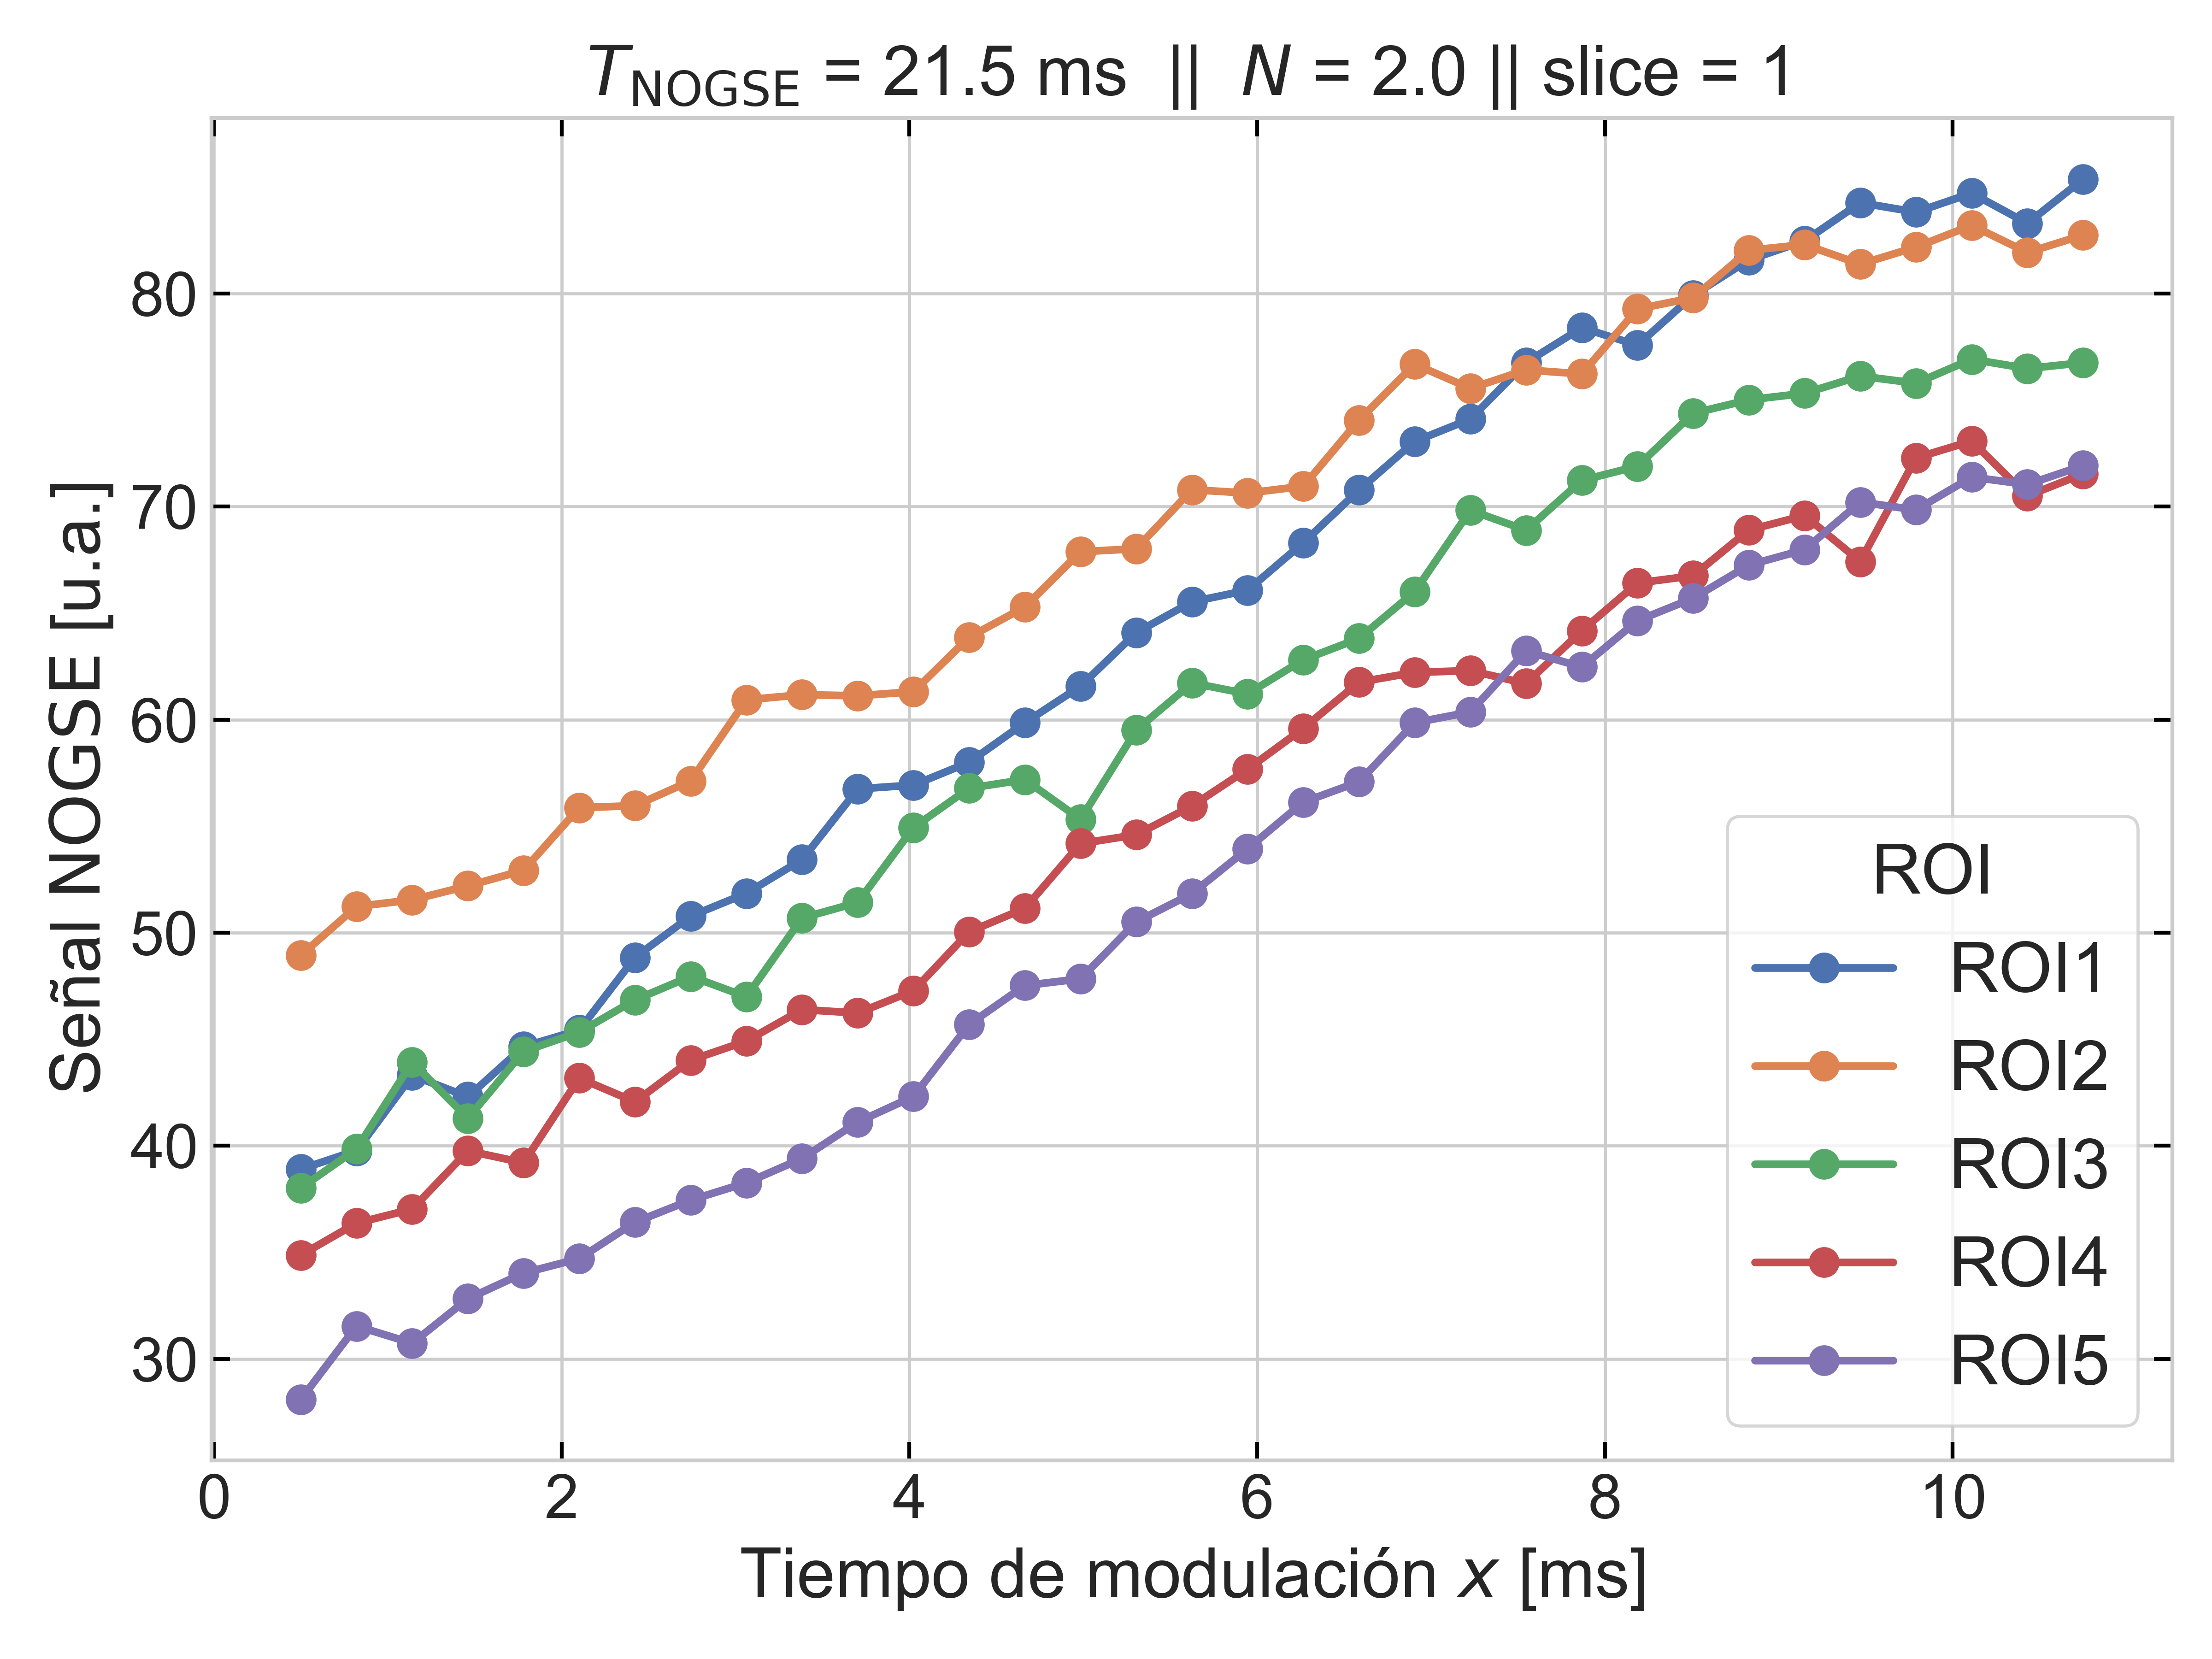 T_NOGSE = 21.5 ms || N = 2.0 || slice = 1
Señal NOGSE [u.a.]
80
70
60
50
40
30
ROI
ROI1
ROI2
ROI3
ROI4
ROI5
0 2 4 6 8 10
Tiempo de modulación x [ms]